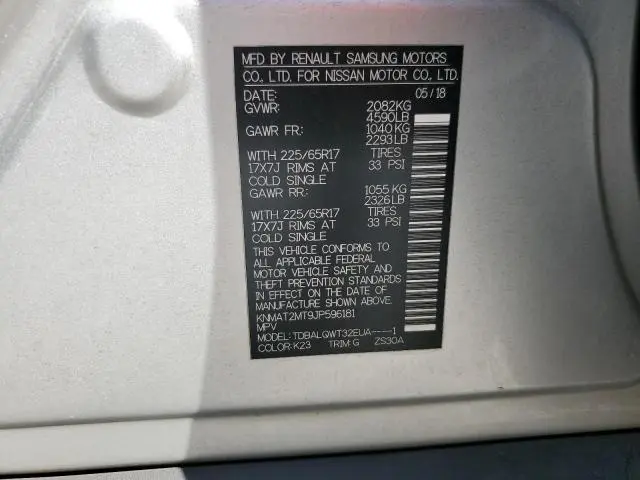 MFD BY RENAULT SAMSUNG MOTORS
CO., LTD. FOR NISSAN MOTOR CO., LTD.
DATE: 05/18
GVWR: 2082KG
4590LB
GAWR FR: 1040KG
2293LB
WITH 225/65R17 TIRES
17X7J RIMS AT 33 PSI
COLD SINGLE
GAWR RR: 1055 KG
2326LB
WITH 225/65R17 TIRES
17X7J RIMS AT 33 PSI
COLD SINGLE
THIS VEHICLE CONFORMS TO
ALL APPLICABLE FEDERAL
MOTOR VEHICLE SAFETY AND
THEFT PREVENTION STANDARDS
IN EFFECT ON THE DATE OF
MANUFACTURE SHOWN ABOVE.
KNMAT2MT9JP596181
MPV
MODEL: TDBALQWT32EUA----1
COLOR: K23 TRIM: G ZS30A